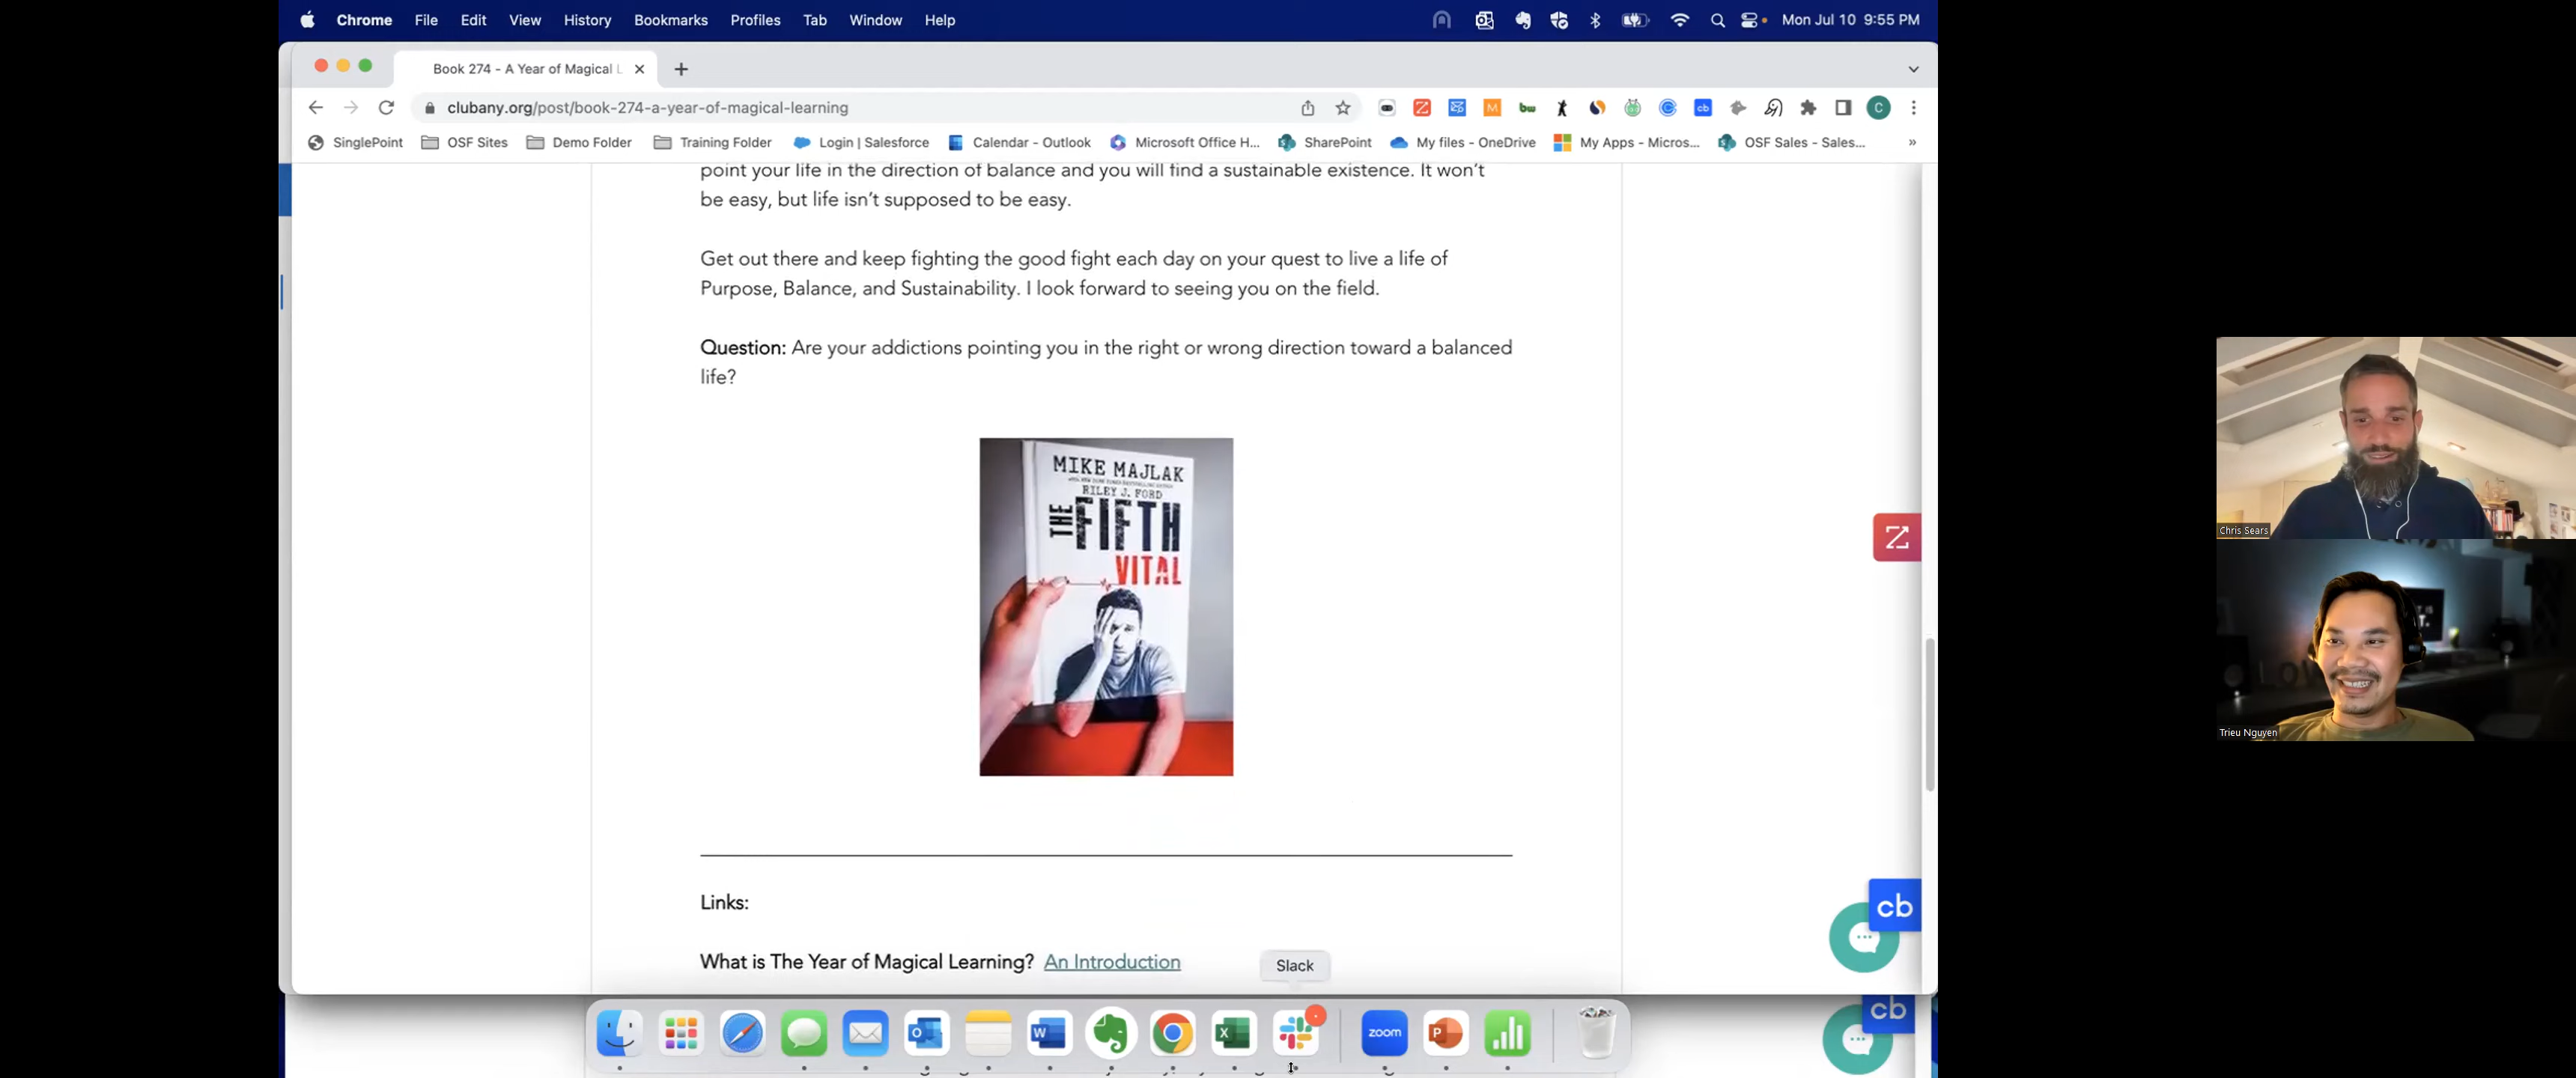 Chrome File Edit View History Bookmarks Profiles Tab Window Help
Mon Jul 10 9:55 PM
Book 274 - A Year of Magical L
clubany.org/post/book-274-a-year-of-magical-learning
SinglePoint OSF Sites Demo Folder Training Folder Login | Salesforce Calendar - Outlook Microsoft Office H... SharePoint My files - OneDrive My Apps - Micros... OSF Sales - Sales... »
point your life in the direction of balance and you will find a sustainable existence. It won't
be easy, but life isn't supposed to be easy.
Get out there and keep fighting the good fight each day on your quest to live a life of
Purpose, Balance, and Sustainability. I look forward to seeing you on the field.
Question: Are your addictions pointing you in the right or wrong direction toward a balanced
life?
MIKE MAJLAK
RILEY J. FORD
THE FIFTH
VITAL
Links:
What is The Year of Magical Learning? An Introduction
Slack
cb
cb
zoom
Chris Sears
Trieu Nguyen